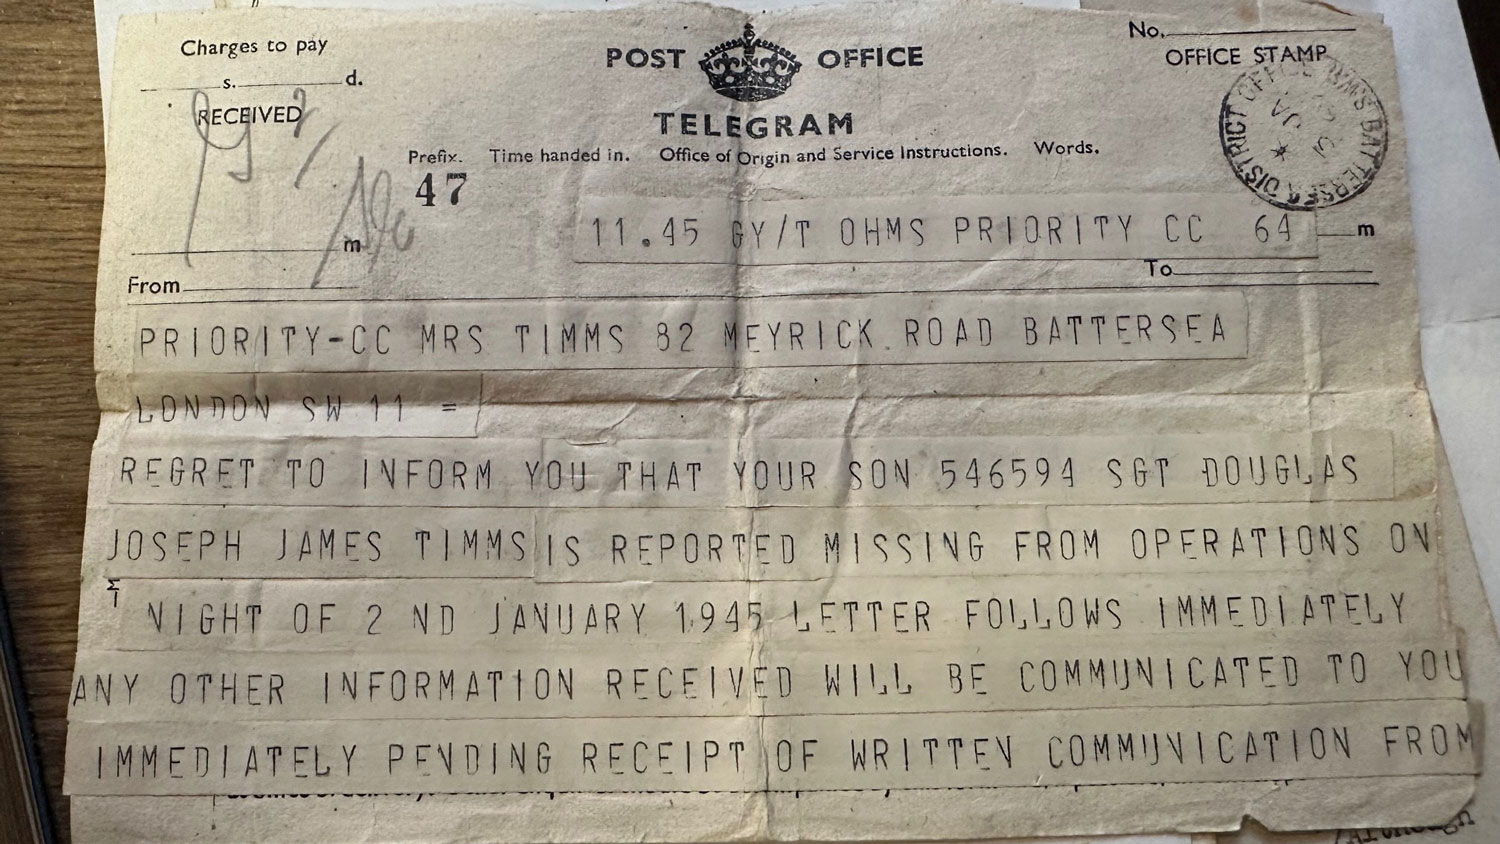 Charges to pay
s. d.
RECEIVED
POST OFFICE
TELEGRAM
No.
OFFICE STAMP
DISTRICT OFFICE BATTERSEA
JA
Prefix. Time handed in. Office of Origin and Service Instructions. Words.
47
m
11.45 GY/T OHMS PRIORITY CC 64 m
From To
PRIORITY-CC MRS TIMMS 82 MEYRICK ROAD BATTERSEA
LONDON SW 11 =
REGRET TO INFORM YOU THAT YOUR SON 546594 SGT DOUGLAS
JOSEPH JAMES TIMMS IS REPORTED MISSING FROM OPERATIONS ON
NIGHT OF 2 ND JANUARY 1945 LETTER FOLLOWS IMMEDIATELY
ANY OTHER INFORMATION RECEIVED WILL BE COMMUNICATED TO YOU
IMMEDIATELY PENDING RECEIPT OF WRITTEN COMMUNICATION FROM